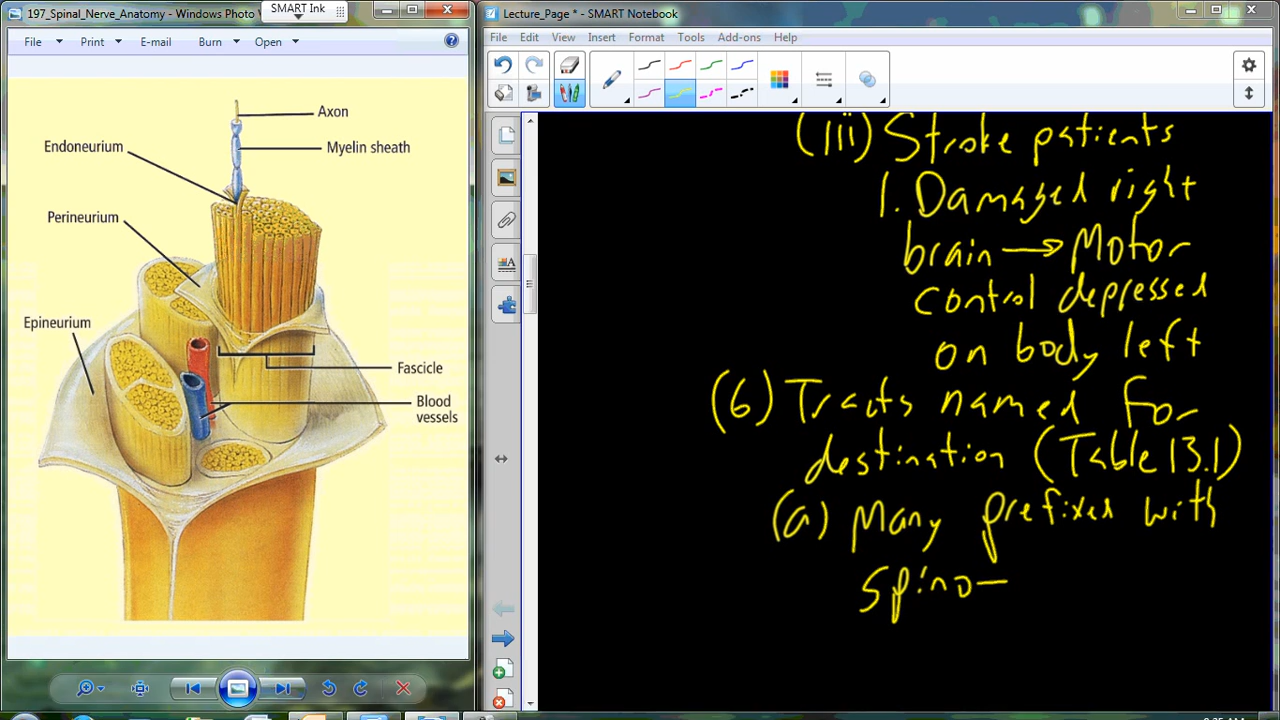 197_Spinal_Nerve_Anatomy - Windows Photo
SMART Ink
File Print E-mail Burn Open
Axon
Endoneurium
Myelin sheath
Perineurium
Epineurium
Fascicle
Blood
vessels
Lecture_Page * - SMART Notebook
File Edit View Insert Format Tools Add-ons Help
(iii) Stroke patients
1. Damaged right
brain → Motor
control depressed
on body left
(6) Tracts named for
destination (Table 13.1)
(a) Many prefixes with
spino-